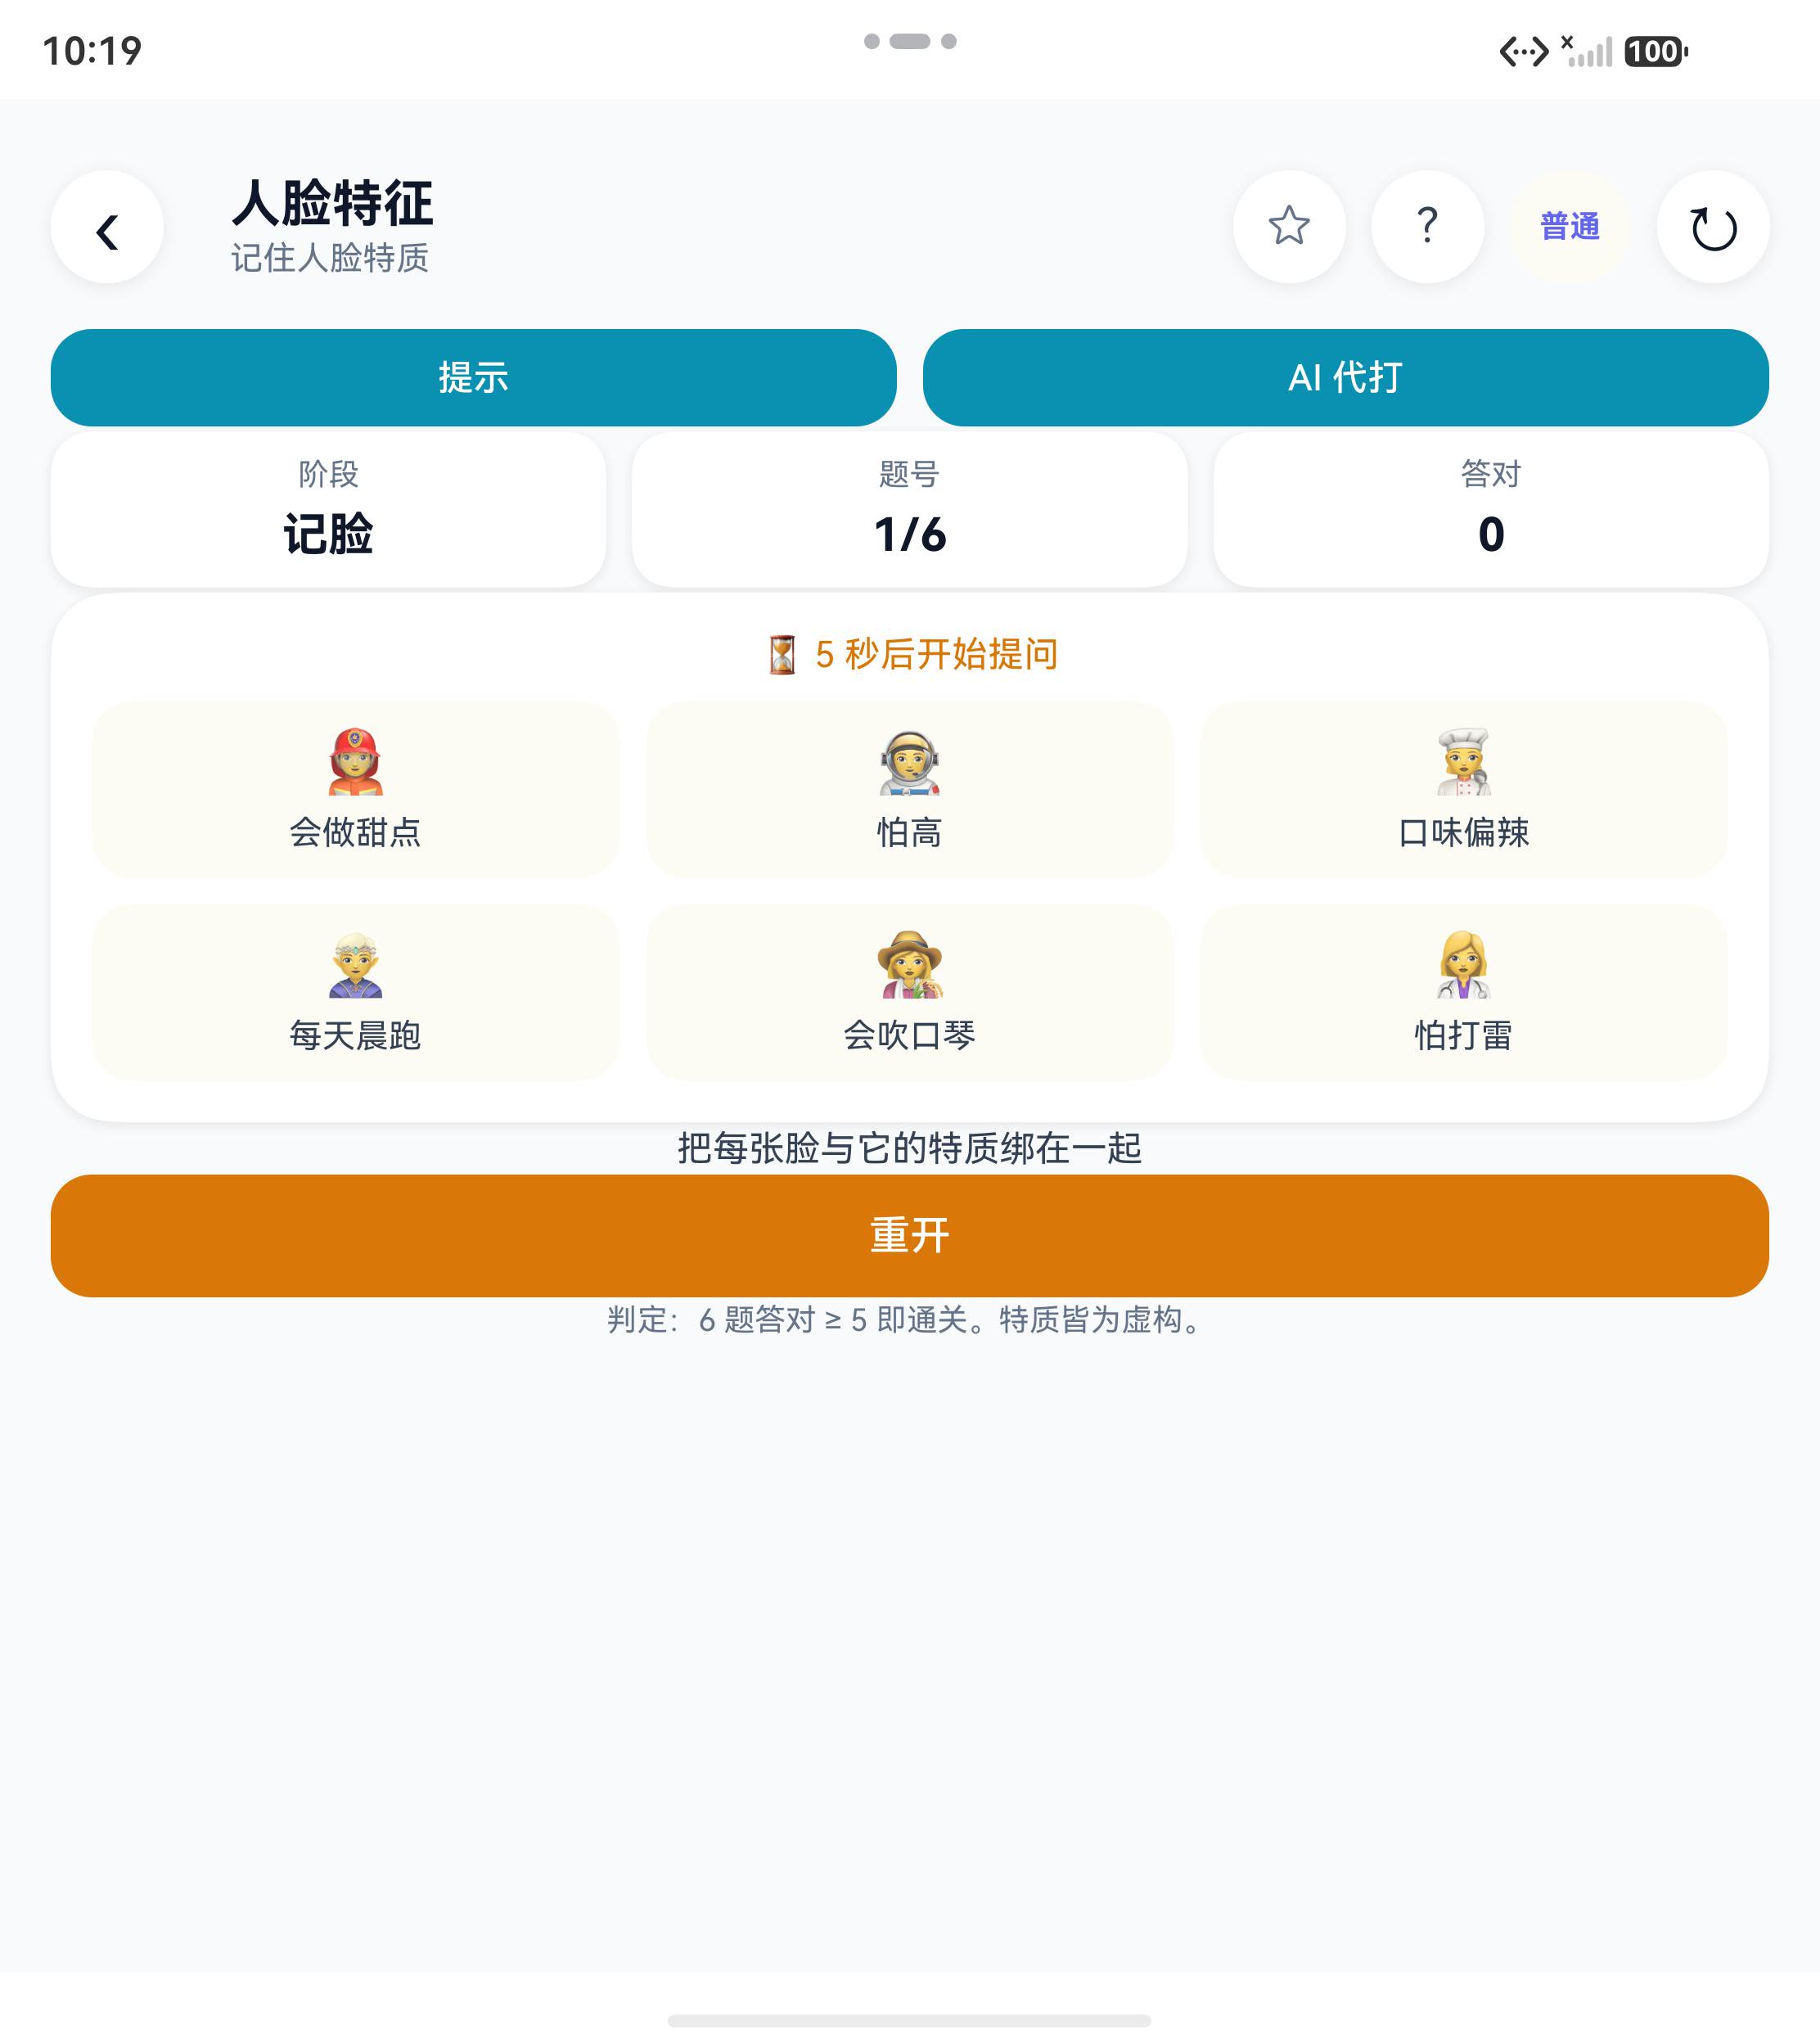 10:19
100
人脸特征
记住人脸特质
?
普通
提示
AI 代打
阶段
题号
答对
记脸
1/6
0
5 秒后开始提问
会做甜点
怕高
口味偏辣
每天晨跑
会吹口琴
怕打雷
把每张脸与它的特质绑在一起
重开
判定：6 题答对 ≥ 5 即通关。特质皆为虚构。